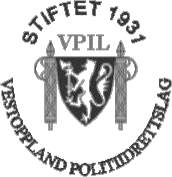 STIFTET 1931
VPIL
VESTOPPLAND POLITIIDRETTSLAG